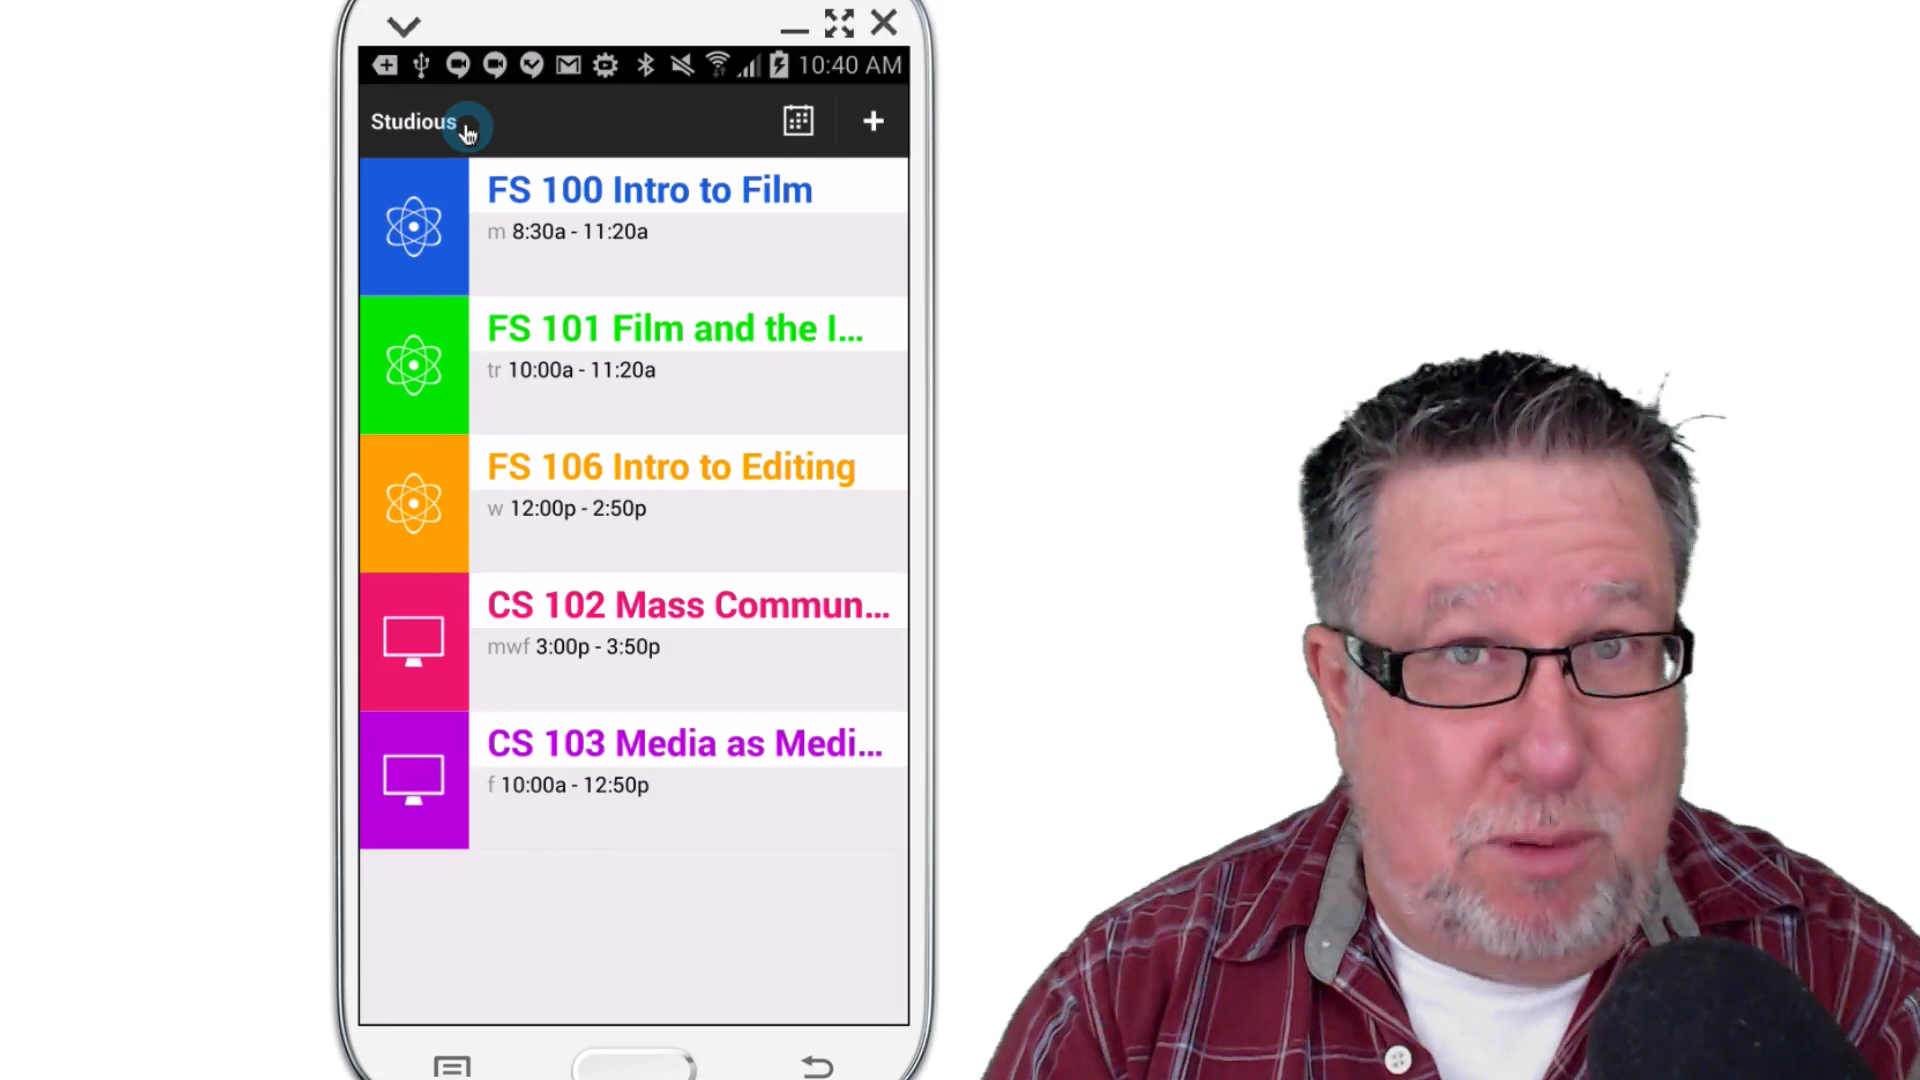 10:40 AM
Studious
FS 100 Intro to Film
m 8:30a - 11:20a
FS 101 Film and the I...
tr 10:00a - 11:20a
FS 106 Intro to Editing
w 12:00p - 2:50p
CS 102 Mass Commun...
mwf 3:00p - 3:50p
CS 103 Media as Medi...
f 10:00a - 12:50p